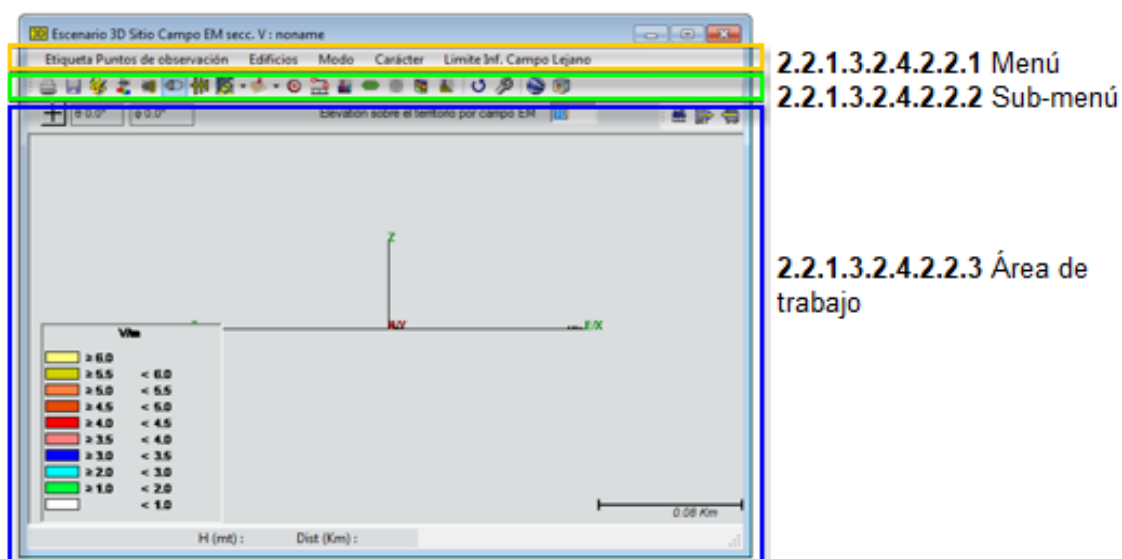 Escenario 3D Sitio Campo EM secc. V : noname
Etiqueta Puntos de observación Edificios Modo Carácter Limite Inf. Campo Lejano
θ 0.0° φ 0.0° Elevation sobre el territorio por campo EM
Z
N/Y E/X
V/m
≥ 6.0
≥ 5.5 < 6.0
≥ 5.0 < 5.5
≥ 4.5 < 5.0
≥ 4.0 < 4.5
≥ 3.5 < 4.0
≥ 3.0 < 3.5
≥ 2.0 < 3.0
≥ 1.0 < 2.0
< 1.0
0.08 Km
H (mt) : Dist (Km) :
2.2.1.3.2.4.2.2.1 Menú
2.2.1.3.2.4.2.2.2 Sub-menú
2.2.1.3.2.4.2.2.3 Área de
trabajo